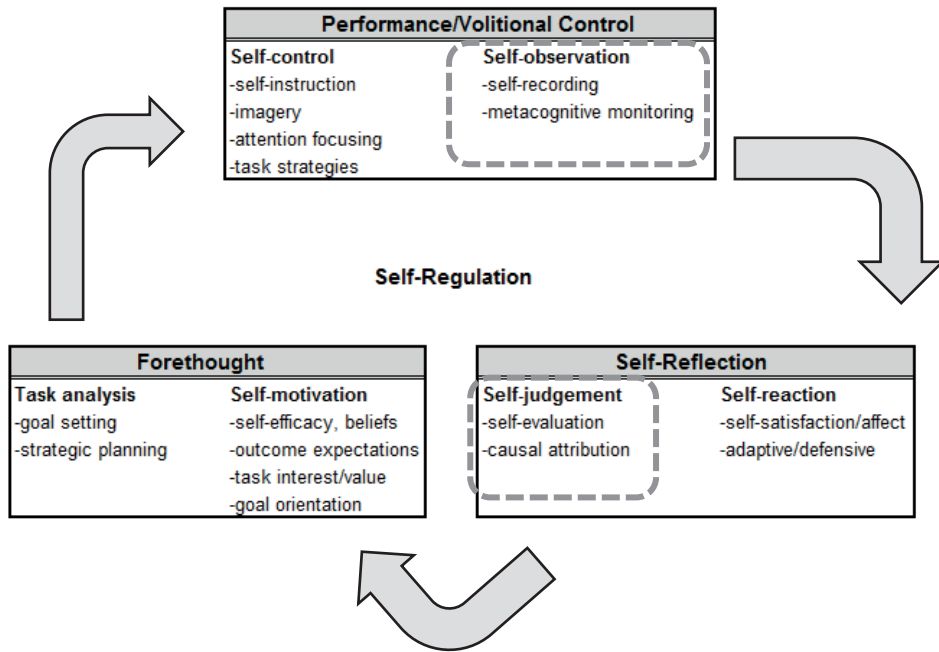 Performance/Volitional Control
Self-control
-self-instruction
-imagery
-attention focusing
-task strategies
Self-observation
-self-recording
-metacognitive monitoring
Self-Regulation
Forethought
Task analysis
-goal setting
-strategic planning
Self-motivation
-self-efficacy, beliefs
-outcome expectations
-task interest/value
-goal orientation
Self-Reflection
Self-judgement
-self-evaluation
-causal attribution
Self-reaction
-self-satisfaction/affect
-adaptive/defensive